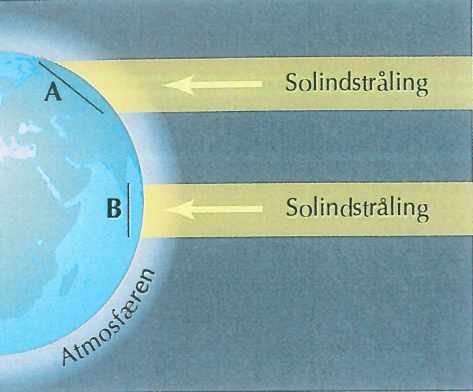 Solindstråling
A
Solindstråling
B
Atmosfæren